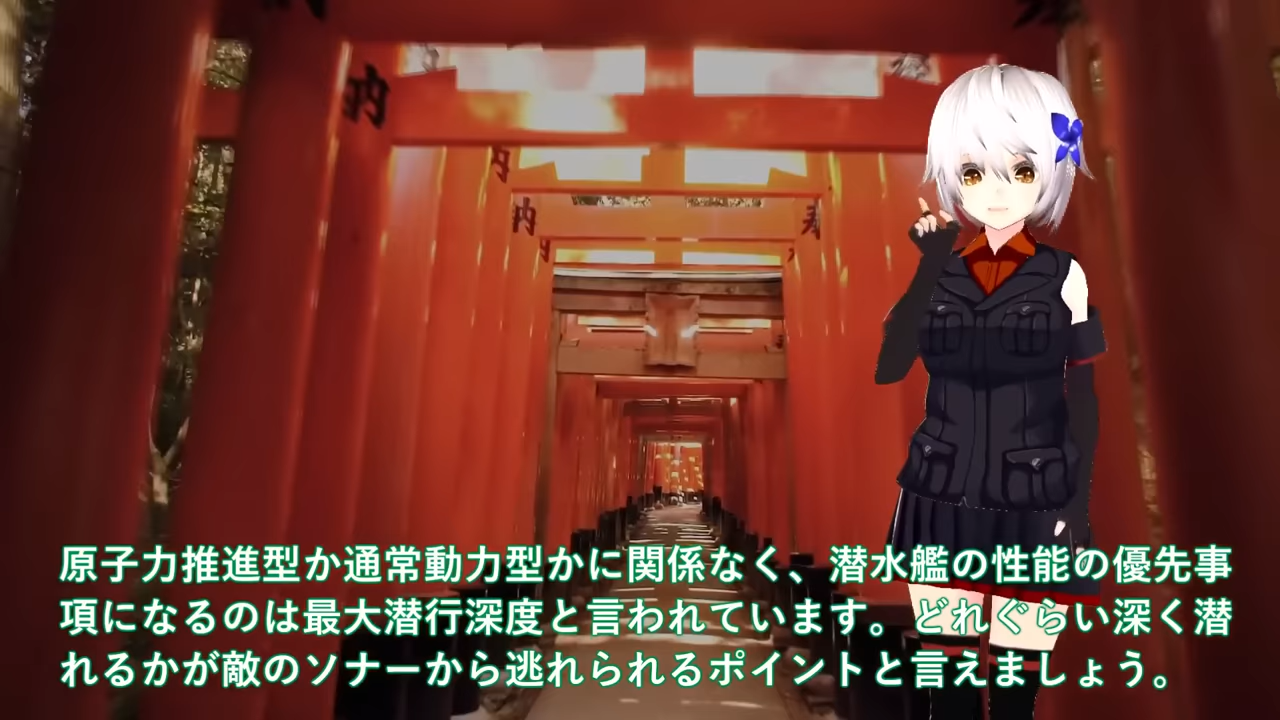 納
納
奉
原子力推進型か通常動力型かに関係なく、潜水艦の性能の優先事
項になるのは最大潜行深度と言われています。どれぐらい深く潜
れるかが敵のソナーから逃れられるポイントと言えましょう。